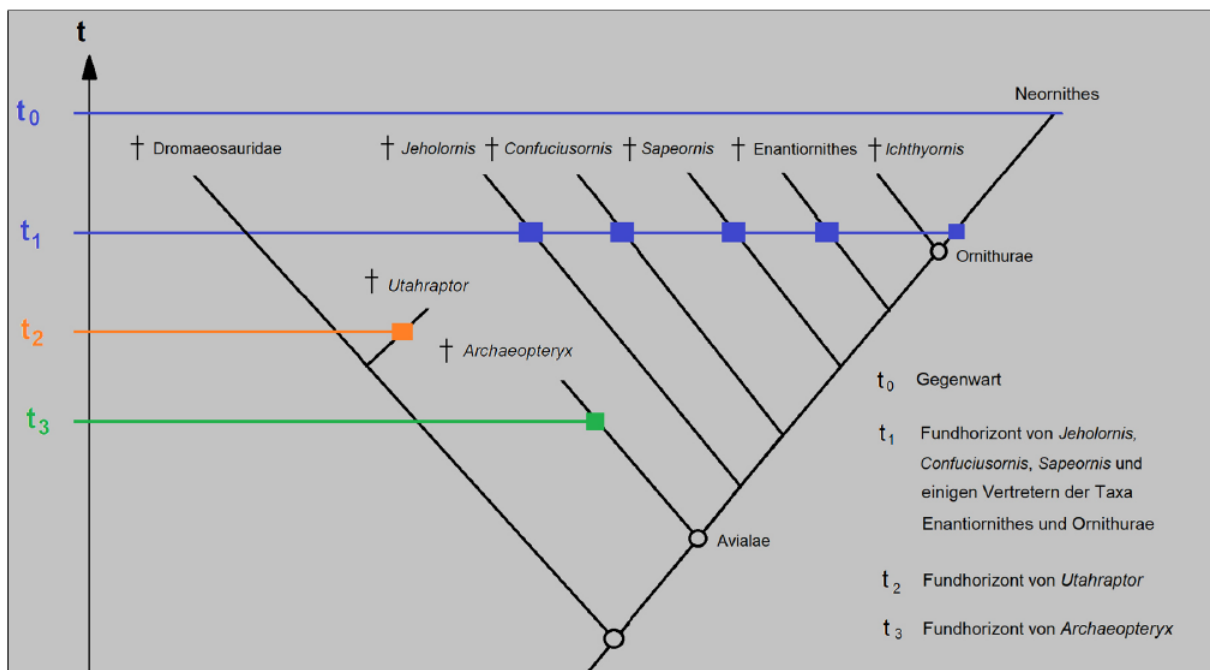 t
Neornithes
t0
† Dromaeosauridae † Jeholornis † Confuciusornis † Sapeornis † Enantiornithes † Ichthyornis
t1
Ornithurae
† Utahraptor
t2
† Archaeopteryx
t0 Gegenwart
t3
t1 Fundhorizont von Jeholornis,
Confuciusornis, Sapeornis und
einigen Vertretern der Taxa
Enantiornithes und Ornithurae
Avialae
t2 Fundhorizont von Utahraptor
t3 Fundhorizont von Archaeopteryx